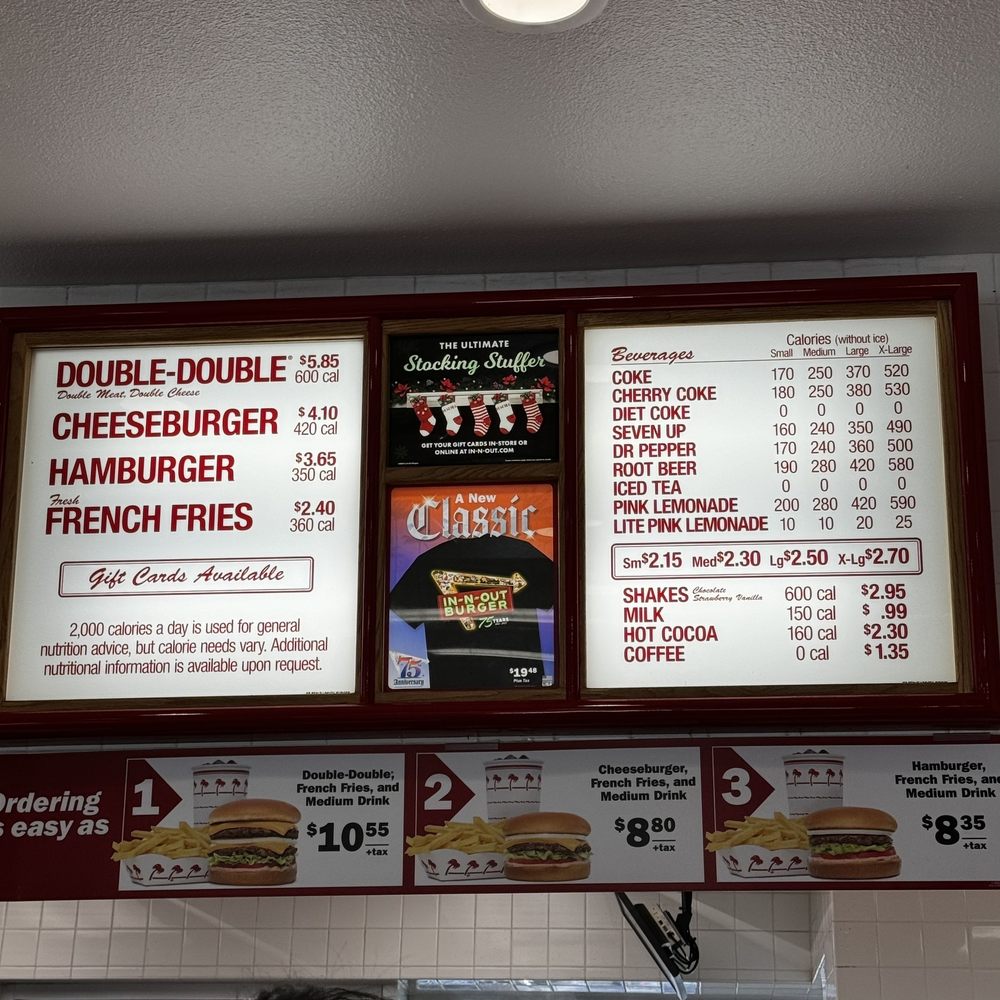 DOUBLE-DOUBLE® $5.85
Double Meat, Double Cheese 600 cal
CHEESEBURGER $4.10
420 cal
HAMBURGER $3.65
350 cal
Fresh
FRENCH FRIES $2.40
360 cal
Gift Cards Available
2,000 calories a day is used for general
nutrition advice, but calorie needs vary. Additional
nutritional information is available upon request.
THE ULTIMATE
Stocking Stuffer
GET YOUR GIFT CARDS IN-STORE OR
ONLINE AT IN-N-OUT.COM
A New
Classic
IN-N-OUT
BURGER
75 YEARS
75
Anniversary
$19.48
Plus Tax
Calories (without ice)
Beverages Small Medium Large X-Large
COKE 170 250 370 520
CHERRY COKE 180 250 380 530
DIET COKE 0 0 0 0
SEVEN UP 160 240 350 490
DR PEPPER 170 240 360 500
ROOT BEER 190 280 420 580
ICED TEA 0 0 0 0
PINK LEMONADE 200 280 420 590
LITE PINK LEMONADE 10 10 20 25
Sm$2.15 Med$2.30 Lg$2.50 X-Lg$2.70
SHAKES Chocolate Strawberry Vanilla 600 cal $2.95
MILK 150 cal $.99
HOT COCOA 160 cal $2.30
COFFEE 0 cal $1.35
Ordering
s easy as
1
Double-Double,
French Fries, and
Medium Drink
$10.55
+tax
2
Cheeseburger,
French Fries, and
Medium Drink
$8.80
+tax
3
Hamburger,
French Fries, and
Medium Drink
$8.35
+tax